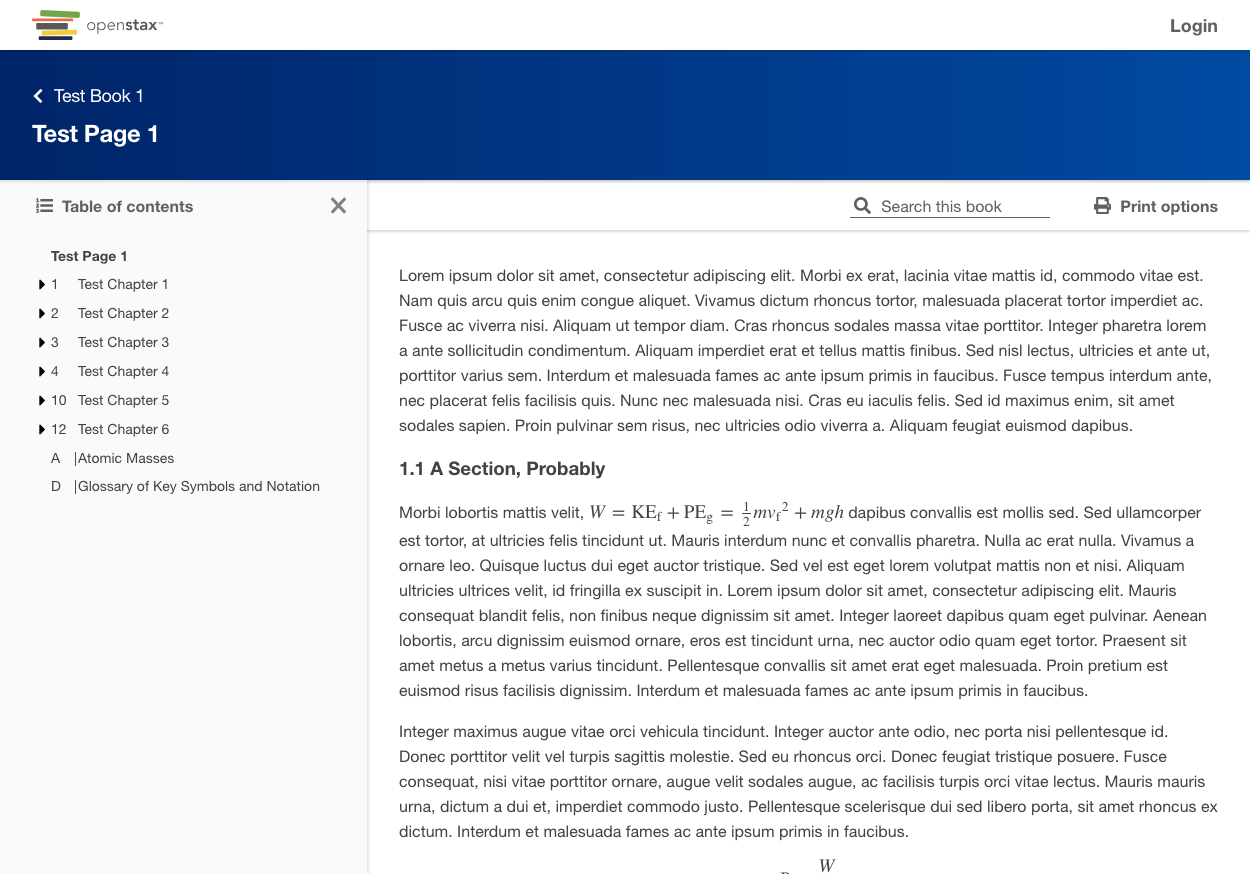 openstax™
Login
Test Book 1
Test Page 1
Table of contents
Search this book
Print options
Test Page 1
1 Test Chapter 1
2 Test Chapter 2
3 Test Chapter 3
4 Test Chapter 4
10 Test Chapter 5
12 Test Chapter 6
A |Atomic Masses
D |Glossary of Key Symbols and Notation
Lorem ipsum dolor sit amet, consectetur adipiscing elit. Morbi ex erat, lacinia vitae mattis id, commodo vitae est.
Nam quis arcu quis enim congue aliquet. Vivamus dictum rhoncus tortor, malesuada placerat tortor imperdiet ac.
Fusce ac viverra nisi. Aliquam ut tempor diam. Cras rhoncus sodales massa vitae porttitor. Integer pharetra lorem
a ante sollicitudin condimentum. Aliquam imperdiet erat et tellus mattis finibus. Sed nisl lectus, ultricies et ante ut,
porttitor varius sem. Interdum et malesuada fames ac ante ipsum primis in faucibus. Fusce tempus interdum ante,
nec placerat felis facilisis quis. Nunc nec malesuada nisi. Cras eu iaculis felis. Sed id maximus enim, sit amet
sodales sapien. Proin pulvinar sem risus, nec ultricies odio viverra a. Aliquam feugiat euismod dapibus.
1.1 A Section, Probably
Morbi lobortis mattis velit, W = KE_f + PE_g = 1/2 mv_f^2 + mgh dapibus convallis est mollis sed. Sed ullamcorper
est tortor, at ultricies felis tincidunt ut. Mauris interdum nunc et convallis pharetra. Nulla ac erat nulla. Vivamus a
ornare leo. Quisque luctus dui eget auctor tristique. Sed vel est eget lorem volutpat mattis non et nisi. Aliquam
ultricies ultrices velit, id fringilla ex suscipit in. Lorem ipsum dolor sit amet, consectetur adipiscing elit. Mauris
consequat blandit felis, non finibus neque dignissim sit amet. Integer laoreet dapibus quam eget pulvinar. Aenean
lobortis, arcu dignissim euismod ornare, eros est tincidunt urna, nec auctor odio quam eget tortor. Praesent sit
amet metus a metus varius tincidunt. Pellentesque convallis sit amet erat eget malesuada. Proin pretium est
euismod risus facilisis dignissim. Interdum et malesuada fames ac ante ipsum primis in faucibus.
Integer maximus augue vitae orci vehicula tincidunt. Integer auctor ante odio, nec porta nisi pellentesque id.
Donec porttitor velit vel turpis sagittis molestie. Sed eu rhoncus orci. Donec feugiat tristique posuere. Fusce
consequat, nisi vitae porttitor ornare, augue velit sodales augue, ac facilisis turpis orci vitae lectus. Mauris mauris
urna, dictum a dui et, imperdiet commodo justo. Pellentesque scelerisque dui sed libero porta, sit amet rhoncus ex
dictum. Interdum et malesuada fames ac ante ipsum primis in faucibus.
W